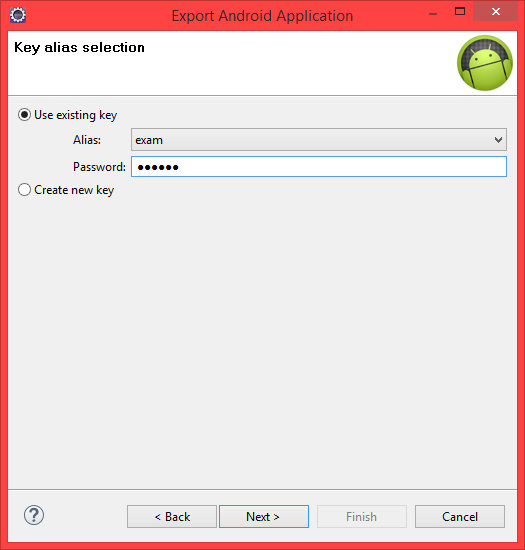 Export Android Application
Key alias selection
Use existing key
Alias: exam
Password: ●●●●●●
Create new key
? < Back Next > Finish Cancel